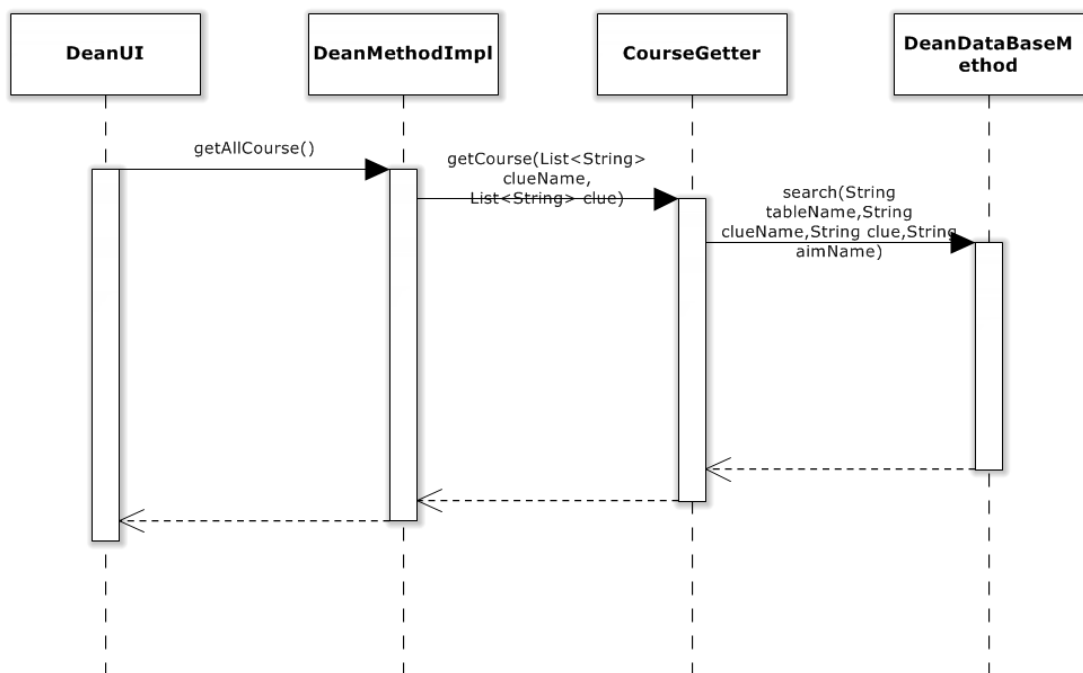 DeanUI
DeanMethodImpl
CourseGetter
DeanDataBaseM
ethod
getAllCourse()
getCourse(List<String>
clueName,
List<String> clue)
search(String
tableName,String
clueName,String clue,String
aimName)